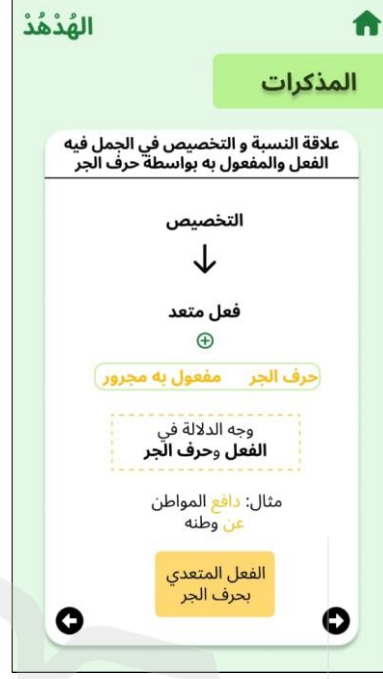 الهُدْهُدْ
المذكرات
علاقة النسبة و التخصيص في الجمل فيه
الفعل والمفعول به بواسطة حرف الجر
التخصيص
فعل متعد
حرف الجر مفعول به مجرور
وجه الدلالة في
الفعل وحرف الجر
مثال: دافع المواطن
عن وطنه
الفعل المتعدي
بحرف الجر